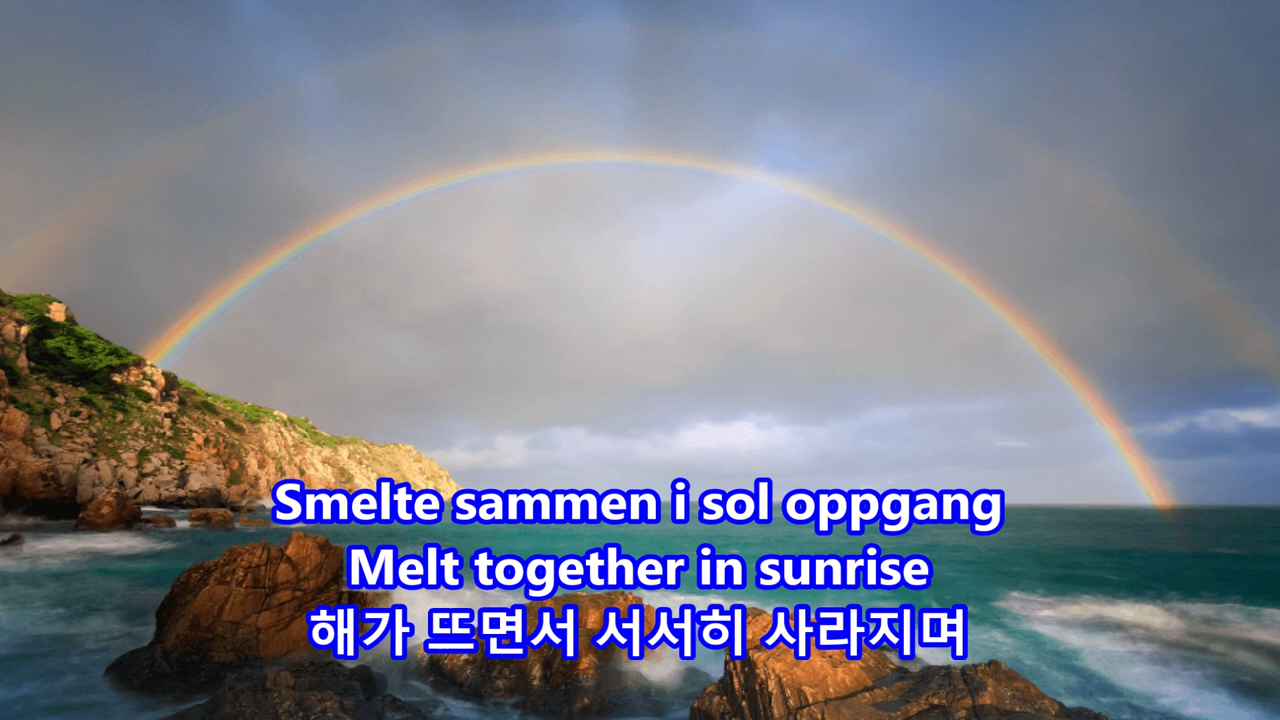 Smelte sammen i sol oppgang
Melt together in sunrise
해가 뜨면서 서서히 사라지며